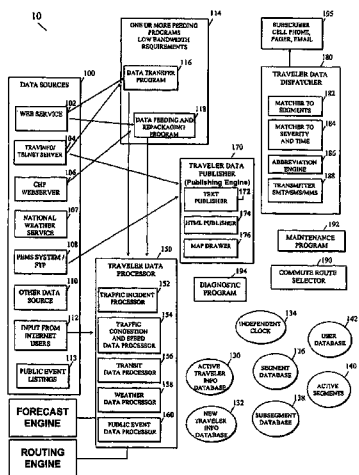 10
100
DATA SOURCES
102
WEB SERVICE
104
TRAVINFO/
TELNET SERVER
106
CHP
WEBSERVER
107
NATIONAL
WEATHER
SERVICE
108
PEMS SYSTEM /
FTP
110
OTHER DATA
SOURCE
112
INPUT FROM
INTERNET
USERS
115
PUBLIC EVENT
LISTINGS
FORECAST
ENGINE
ROUTING
ENGINE
114
ONE OR MORE FEEDING
PROGRAMS
LOW BANDWIDTH
REQUIREMENTS
116
DATA TRANSFER
PROGRAM
118
DATA FEEDING AND
REPACKAGING
PROGRAM
150
TRAVELER DATA
PROCESSOR
152
TRAFFIC INCIDENT
PROCESSOR
154
TRAFFIC
CONGESTION
AND SPEED DATA
PROCESSOR
156
TRANSIT
DATA PROCESSOR
158
WEATHER
DATA PROCESSOR
160
PUBLIC EVENT
DATA PROCESSOR
170
TRAVELER DATA
PUBLISHER
(Publishing Engine)
172
TEXT
PUBLISHER
174
HTML PUBLISHER
176
MAP DRAWER
194
DIAGNOSTIC
PROGRAM
195
SUBSCRIBER
CELL PHONE,
PAGER, EMAIL
180
TRAVELER DATA
DISPATCHER
182
MATCHER TO
SEGMENTS
184
MATCHER TO
SEVERITY
AND TIME
186
ABBREVIATION
ENGINE
188
TRANSMITTER
SMTP/SMS/MMS
192
MAINTENANCE
PROGRAM
190
COMMUTE ROUTE
SELECTOR
134
INDEPENDENT
CLOCK
142
USER
DATABASE
130
ACTIVE
TRAVELER
INFO
DATABASE
136
SEGMENT
DATABASE
140
ACTIVE
SEGMENTS
132
NEW
TRAVELER
INFO
DATABASE
138
SUBSEGMENT
DATABASE